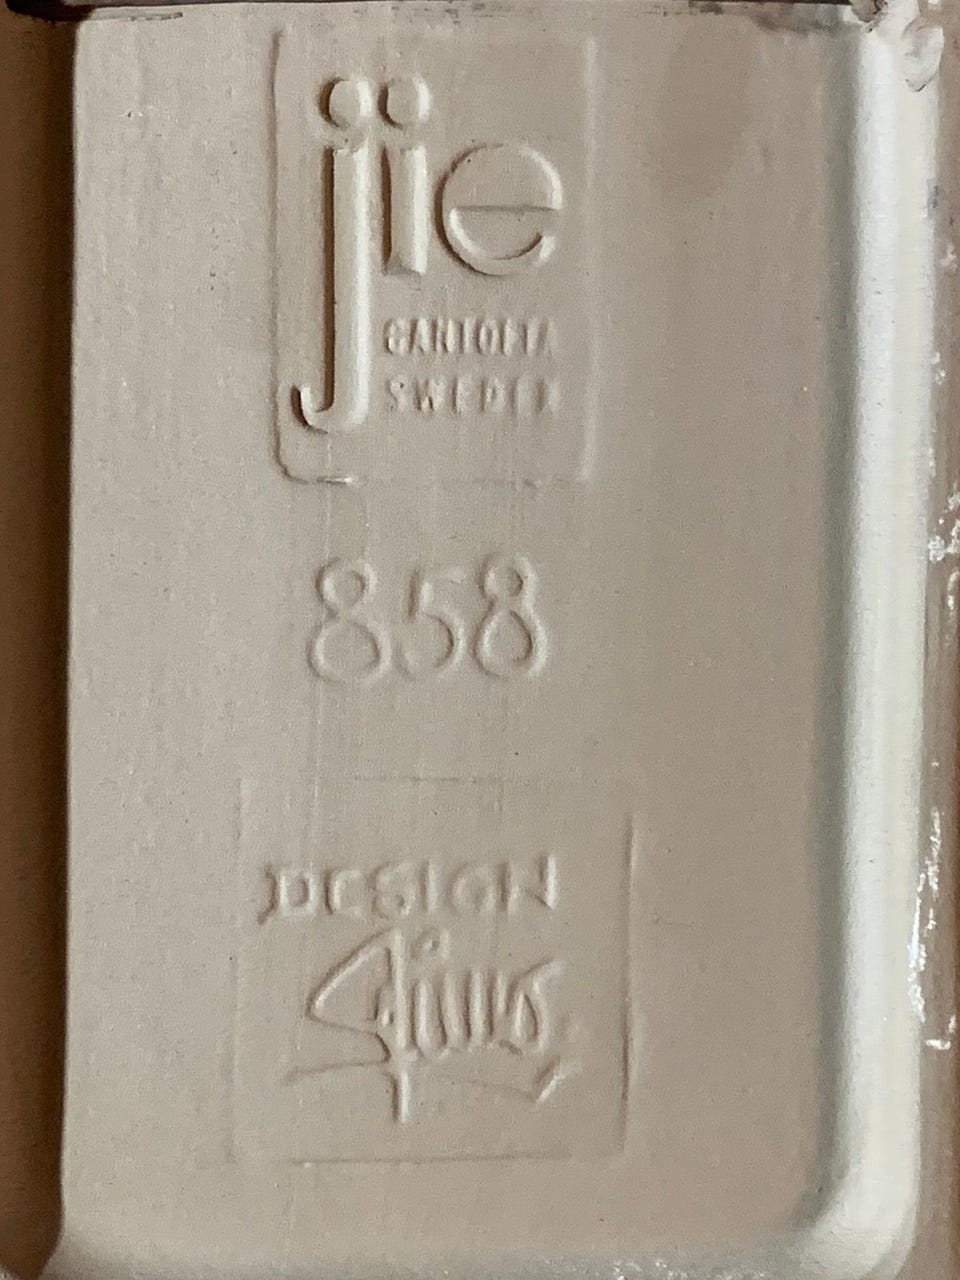 jie
GANTOFTA
SWEDEN
858
DESIGN